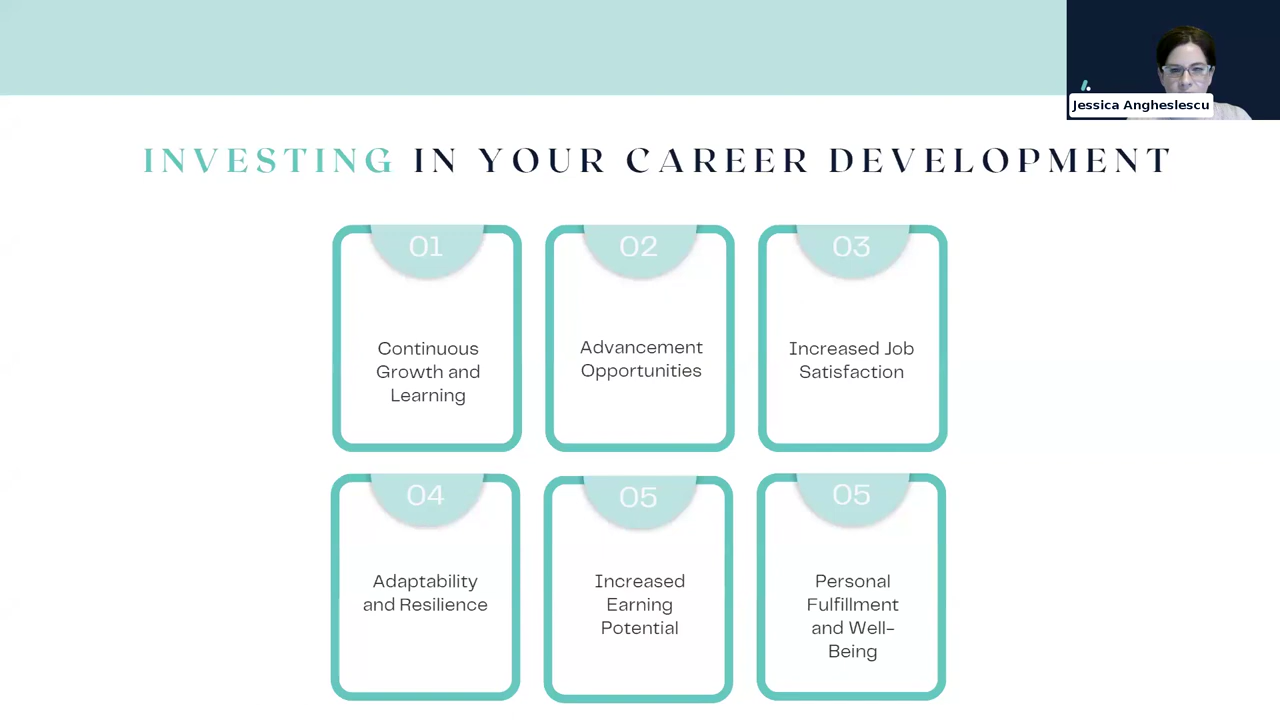 Jessica Angheslescu
INVESTING IN YOUR CAREER DEVELOPMENT
01
Continuous
Growth and
Learning
02
Advancement
Opportunities
03
Increased Job
Satisfaction
04
Adaptability
and Resilience
05
Increased
Earning
Potential
05
Personal
Fulfillment
and Well-
Being